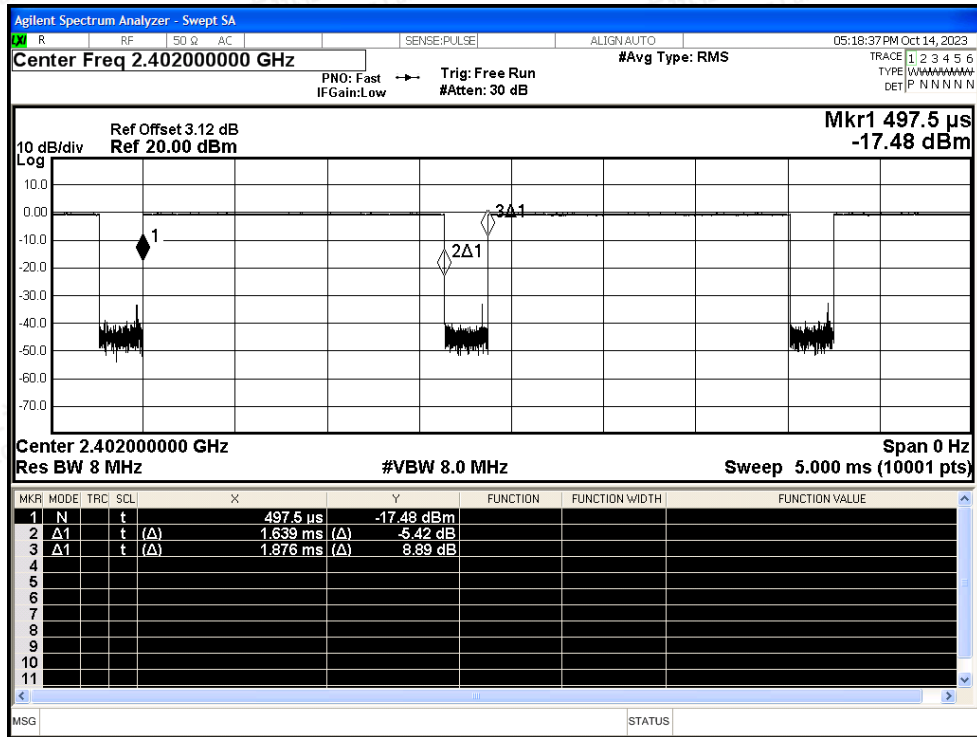 Agilent Spectrum Analyzer - Swept SA
LXI R RF 50 Ω AC SENSE:PULSE ALIGN AUTO 05:18:37 PM Oct 14, 2023
Center Freq 2.402000000 GHz
PNO: Fast
IFGain:Low
Trig: Free Run
#Atten: 30 dB
#Avg Type: RMS
TRACE 1 2 3 4 5 6
TYPE
DET P N N N N N
Mkr1 497.5 µs
-17.48 dBm
Ref Offset 3.12 dB
10 dB/div Ref 20.00 dBm
Log
10.0
0.00
-10.0
-20.0
-30.0
-40.0
-50.0
-60.0
-70.0
1
2Δ1
3Δ1
Center 2.402000000 GHz Span 0 Hz
Res BW 8 MHz #VBW 8.0 MHz Sweep 5.000 ms (10001 pts)
MKR MODE TRC SCL X Y FUNCTION FUNCTION WIDTH FUNCTION VALUE
1 N t 497.5 µs -17.48 dBm
2 Δ1 t (Δ) 1.639 ms (Δ) -5.42 dB
3 Δ1 t (Δ) 1.876 ms (Δ) 8.89 dB
4
5
6
7
8
9
10
11
MSG STATUS